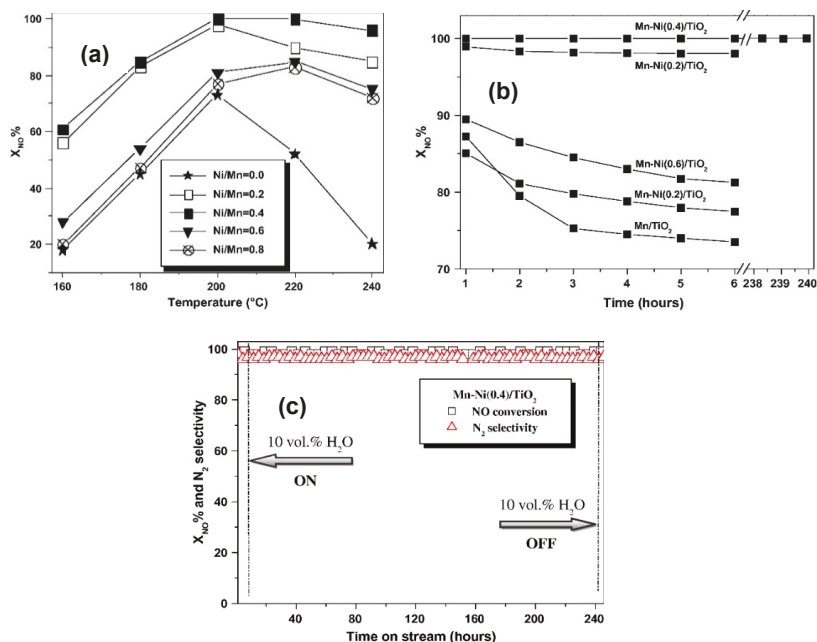 (a)
X_NO%
100
80
60
40
20
160 180 200 220 240
Temperature (°C)
Ni/Mn=0.0
Ni/Mn=0.2
Ni/Mn=0.4
Ni/Mn=0.6
Ni/Mn=0.8
(b)
X_NO%
100
90
80
70
1 2 3 4 5 6 238 239 240
Time (hours)
Mn-Ni(0.4)/TiO₂
Mn-Ni(0.2)/TiO₂
Mn-Ni(0.6)/TiO₂
Mn-Ni(0.2)/TiO₂
Mn/TiO₂
(c)
X_NO% and N₂ selectivity
100
80
60
40
20
0
40 80 120 160 200 240
Time on stream (hours)
Mn-Ni(0.4)/TiO₂
NO conversion
N₂ selectivity
10 vol.% H₂O
ON
10 vol.% H₂O
OFF